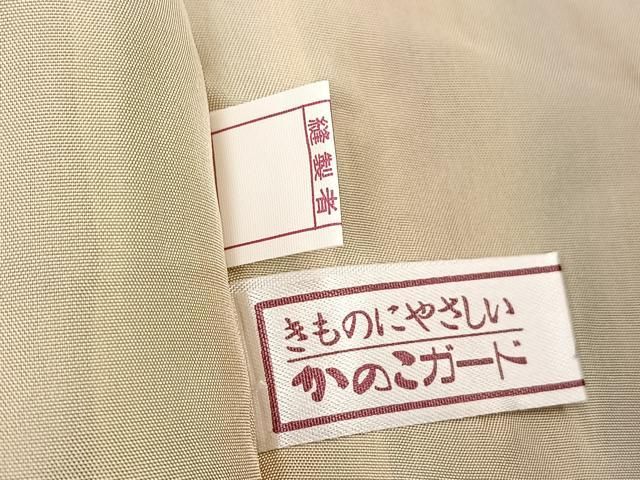 縫製者
きものにやさしい
かのこガード